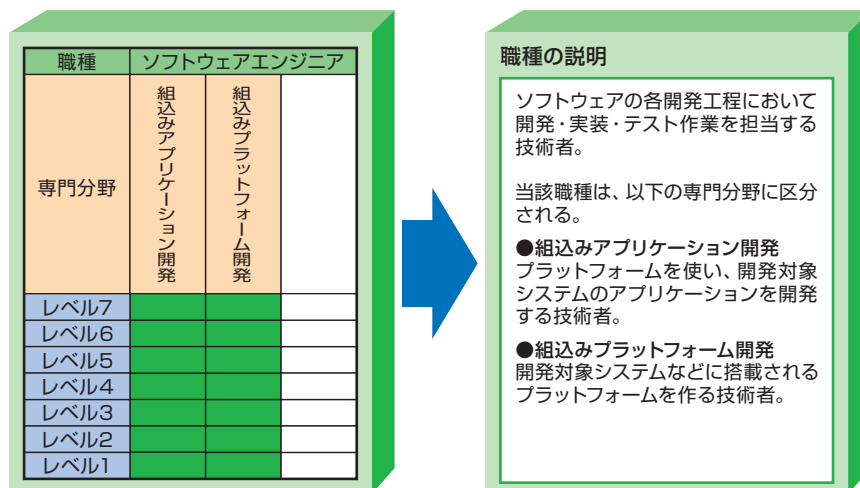 職種 ソフトウェアエンジニア
専門分野
組込みアプリケーション開発
組込みプラットフォーム開発
レベル7
レベル6
レベル5
レベル4
レベル3
レベル2
レベル1
職種の説明
ソフトウェアの各開発工程において
開発・実装・テスト作業を担当する
技術者。
当該職種は、以下の専門分野に区分
される。
●組込みアプリケーション開発
プラットフォームを使い、開発対象
システムのアプリケーションを開発
する技術者。
●組込みプラットフォーム開発
開発対象システムなどに搭載される
プラットフォームを作る技術者。